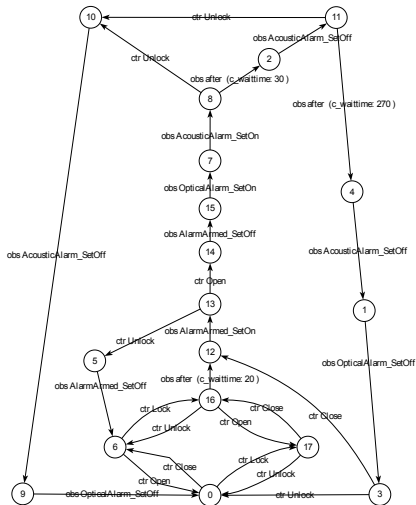 10
11
ctr Unlock
obs AcousticAlarm_SetOff
ctr Unlock
2
obs after (c_waittime: 30 )
8
obs after (c_waittime: 270 )
obs AcousticAlarm_SetOn
7
obs OpticalAlarm_SetOn
4
15
obs AlarmArmed_SetOff
obs AcousticAlarm_SetOff
14
obs AcousticAlarm_SetOff
ctr Open
13
1
ctr Unlock
obs AlarmArmed_SetOn
12
5
obs OpticalAlarm_SetOff
obs after (c_waittime: 20 )
obs AlarmArmed_SetOff
16
ctr Lock
ctr Close
ctr Open
ctr Unlock
6
17
ctr Close
ctr Lock
ctr Unlock
ctr Open
9
obs OpticalAlarm_SetOff
0
ctr Unlock
3
ctr Close